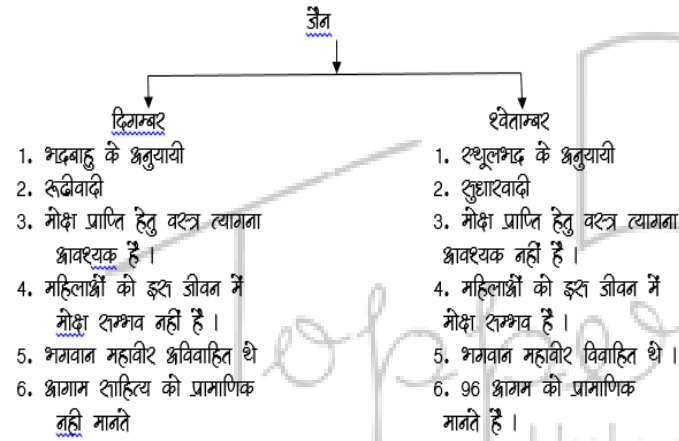 जैन
दिगम्बर
1. भद्रबाहु के अनुयायी
2. रूढीवादी
3. मोक्ष प्राप्ति हेतु वस्त्र त्यागना
आवश्यक है ।
4. महिलाओं को इस जीवन में
मोक्ष सम्भव नहीं है ।
5. भगवान महावीर अविवाहित थे
6. आगाम साहित्य को प्रामाणिक
नही मानते
श्वेताम्बर
1. स्थूलभद्र के अनुयायी
2. सुधारवादी
3. मोक्ष प्राप्ति हेतु वस्त्र त्यागना
आवश्यक नहीं है ।
4. महिलाओं को इस जीवन में
मोक्ष सम्भव है ।
5. भगवान महावीर विवाहित थे ।
6. 96 आगम को प्रामाणिक
मानते है ।
Topper